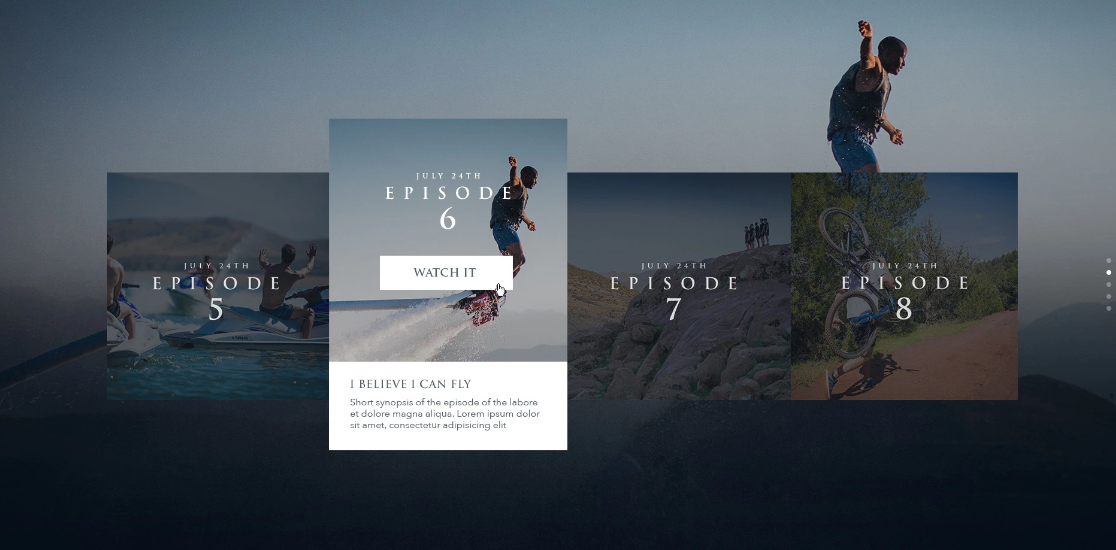 JULY 24TH
EPISODE
5
JULY 24TH
EPISODE
6
WATCH IT
I BELIEVE I CAN FLY
Short synopsis of the episode of the labore
et dolore magna aliqua. Lorem ipsum dolor
sit amet, consectetur adipisicing elit
JULY 24TH
EPISODE
7
JULY 24TH
EPISODE
8